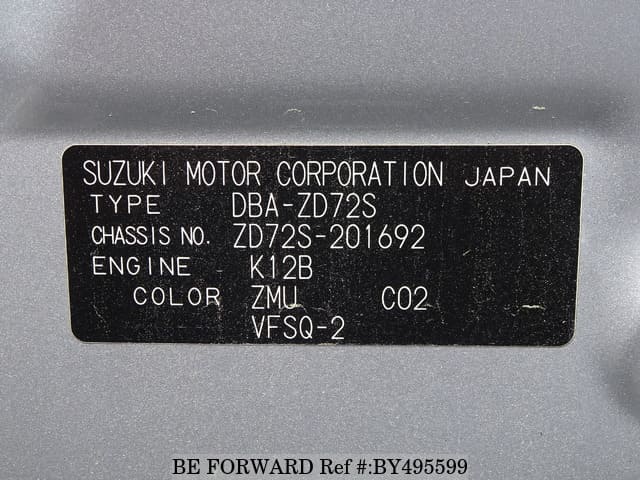 SUZUKI MOTOR CORPORATION JAPAN
TYPE DBA-ZD72S
CHASSIS NO. ZD72S-201692
ENGINE K12B
COLOR ZMU C02
VFSQ-2
BE FORWARD Ref #:BY495599